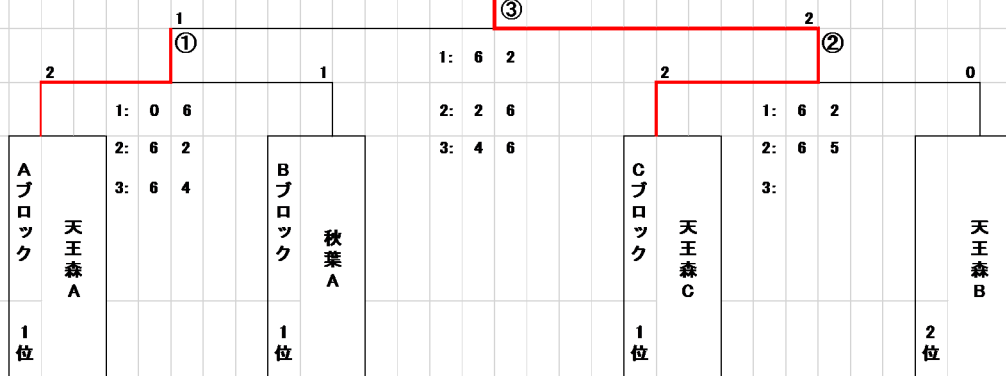 ③
1
2
①
②
1: 6 2
2
1
2
0
1: 0 6
2: 2 6
1: 6 2
2: 6 2
3: 4 6
2: 6 5
3: 6 4
3:
Aブロック
1位
天王森A
Bブロック
1位
秋葉A
Cブロック
1位
天王森C
2位
天王森B